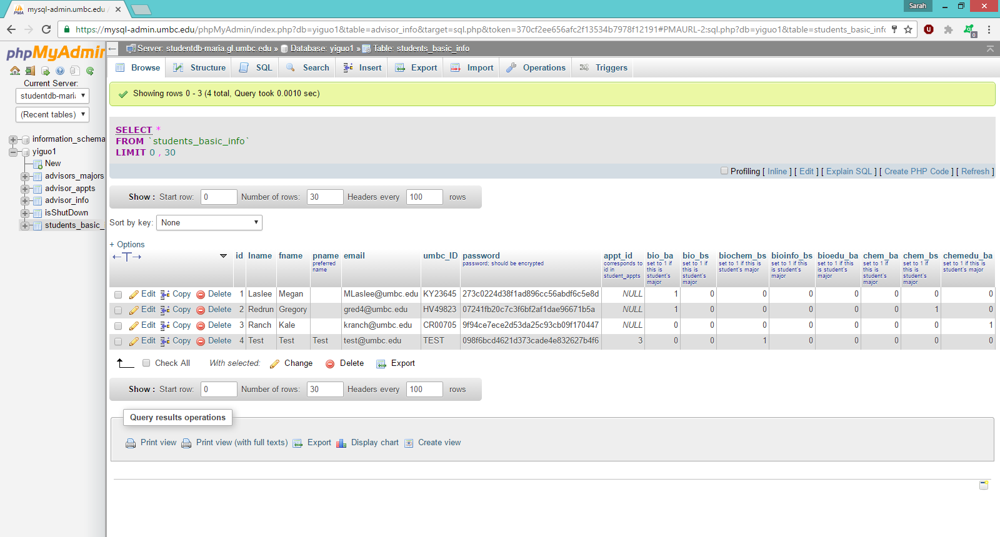 mysql-admin.umbc.edu /
Sarah
https://mysql-admin.umbc.edu/phpMyAdmin/index.php?db=yiguo1&table=advisor_info&target=sql.php&token=370cf2ee656afc2f13534b7978f12191#PMAURL-2:sql.php?db=yiguo1&table=students_basic_info
phpMyAdmin
Server: studentdb-maria.gl.umbc.edu » Database: yiguo1 » Table: students_basic_info
Browse Structure SQL Search Insert Export Import Operations Triggers
Current Server:
studentdb-maria
(Recent tables)
information_schema
yiguo1
New
advisors_majors
advisor_appts
advisor_info
isShutDown
students_basic_
Showing rows 0 - 3 (4 total, Query took 0.0010 sec)
SELECT *
FROM `students_basic_info`
LIMIT 0 , 30
Profiling [ Inline ] [ Edit ] [ Explain SQL ] [ Create PHP Code ] [ Refresh ]
Show : Start row: 0 Number of rows: 30 Headers every 100 rows
Sort by key: None
+ Options
id lname fname pname preferred name email umbc_ID password password; should be encrypted appt_id corresponds to id in student_appts bio_ba set to 1 if this is student's major bio_bs set to 1 if this is student's major biochem_bs set to 1 if this is student's major bioinfo_bs set to 1 if this is student's major bioedu_ba set to 1 if this is student's major chem_ba set to 1 if this is student's major chem_bs set to 1 if this is student's major chemedu_ba set to 1 if this is student's major
Edit Copy Delete 1 Laslee Megan MLaslee@umbc.edu KY23645 273c0224d38f1ad896cc56abdf6c5e8d NULL 1 0 0 0 0 0 0 0
Edit Copy Delete 2 Redrun Gregory gred4@umbc.edu HV49823 07241fb20c7c3f6bf2af1dae96671b5a NULL 1 0 0 0 0 0 1 0
Edit Copy Delete 3 Ranch Kale kranch@umbc.edu CR00705 9f94ce7ece2d53da25c93cb09f170447 NULL 0 0 0 0 0 0 0 1
Edit Copy Delete 4 Test Test Test test@umbc.edu TEST 098f6bcd4621d373cade4e832627b4f6 3 0 0 1 0 0 0 0 0
Check All With selected: Change Delete Export
Show : Start row: 0 Number of rows: 30 Headers every 100 rows
Query results operations
Print view Print view (with full texts) Export Display chart Create view